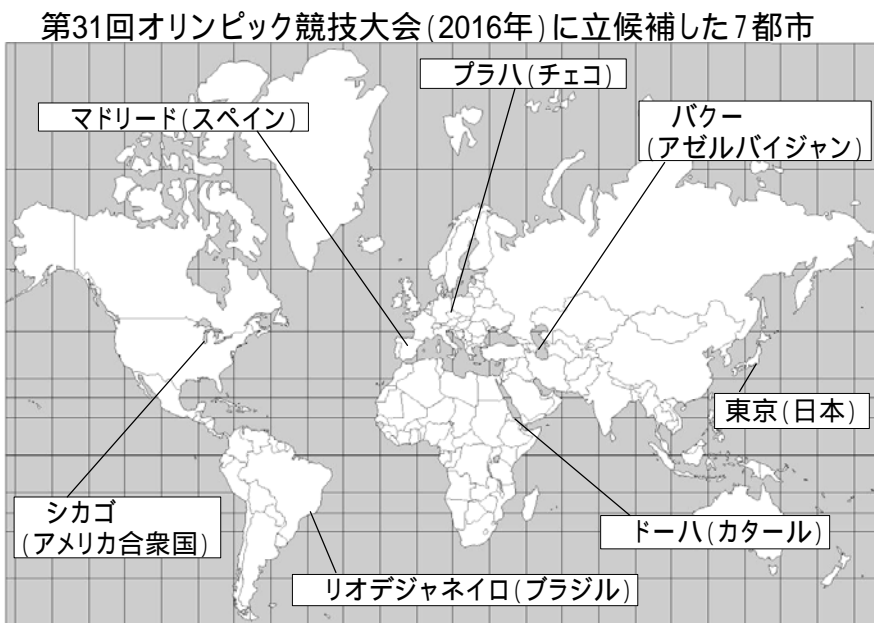 第31回オリンピック競技大会(2016年)に立候補した7都市
プラハ(チェコ)
マドリード(スペイン)
バクー
(アゼルバイジャン)
東京(日本)
シカゴ
(アメリカ合衆国)
ドーハ(カタール)
リオデジャネイロ(ブラジル)